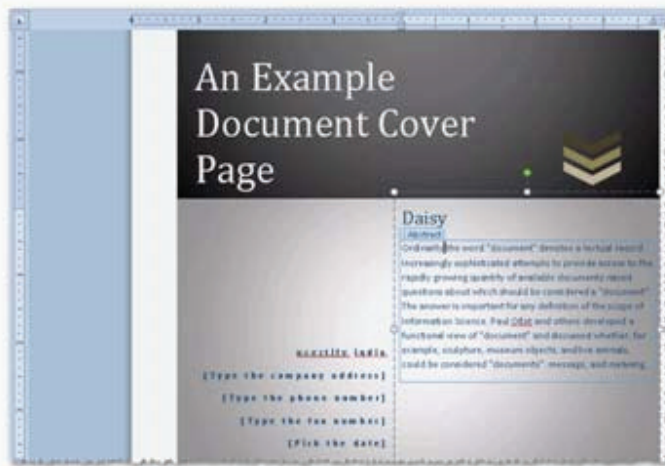 An Example
Document Cover
Page
Daisy
Abstract
Ordinarily the word "document" denotes a textual record.
Increasingly sophisticated attempts to provide access to the
rapidly growing quantity of available documents raised
questions about which should be considered a "document".
The answer is important for any definition of the scope of
Information Science. Paul Otlet and others developed a
functional view of "document" and discussed whether, for
example, sculpture, museum objects, and live animals,
could be considered "documents". message, and meaning.
ucertify india
[Type the company address]
[Type the phone number]
[Type the fax number]
[Pick the date]